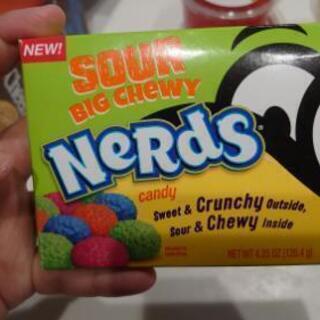 NEW!
SOUR
BIG CHEWY
NeRdS
candy
Sweet & Crunchy Outside,
Sour & Chewy Inside
NET WT 4.25 OZ (120.4 g)